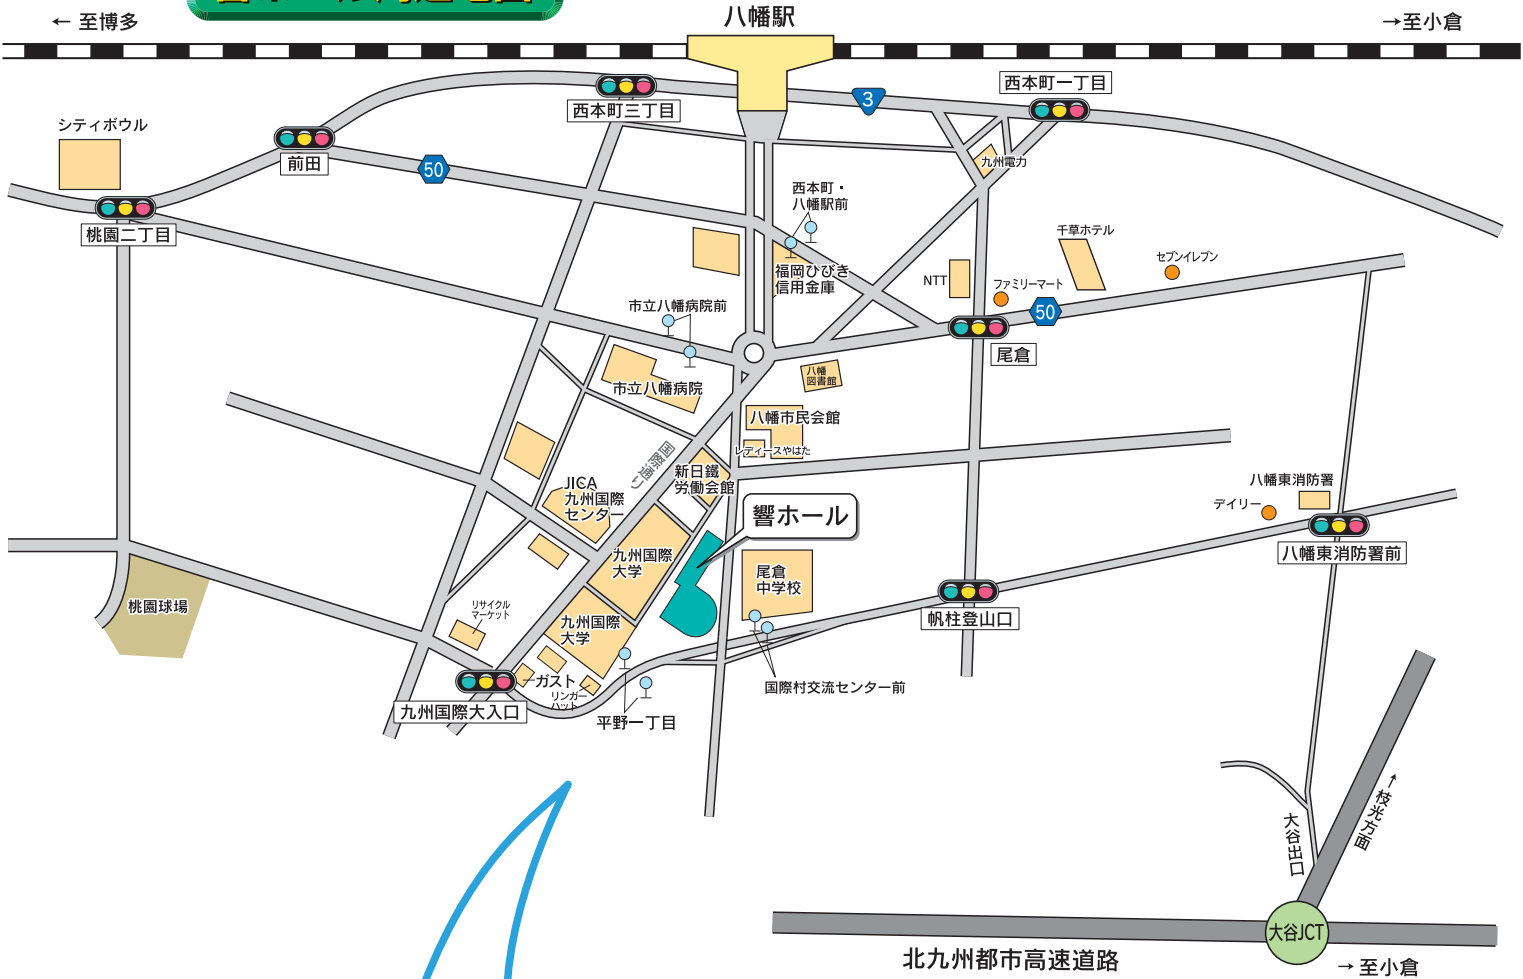 ← 至博多
八幡駅
→至小倉
西本町三丁目
3
西本町一丁目
シティボウル
前田
50
九州電力
桃園二丁目
西本町・
八幡駅前
千草ホテル
セブンイレブン
福岡ひびき
信用金庫
NTT
ファミリーマート
50
市立八幡病院前
尾倉
八幡
図書館
市立八幡病院
八幡市民会館
レディースやはた
国際通り
新日鐵
労働会館
JICA
九州国際
センター
八幡東消防署
デイリー
響ホール
八幡東消防署前
九州国際
大学
尾倉
中学校
桃園球場
リサイクル
マーケット
九州国際
大学
帆柱登山口
ガスト
リンガー
ハット
国際村交流センター前
九州国際大入口
平野一丁目
→枝光方面
大谷出口
大谷JCT
北九州都市高速道路
→ 至小倉